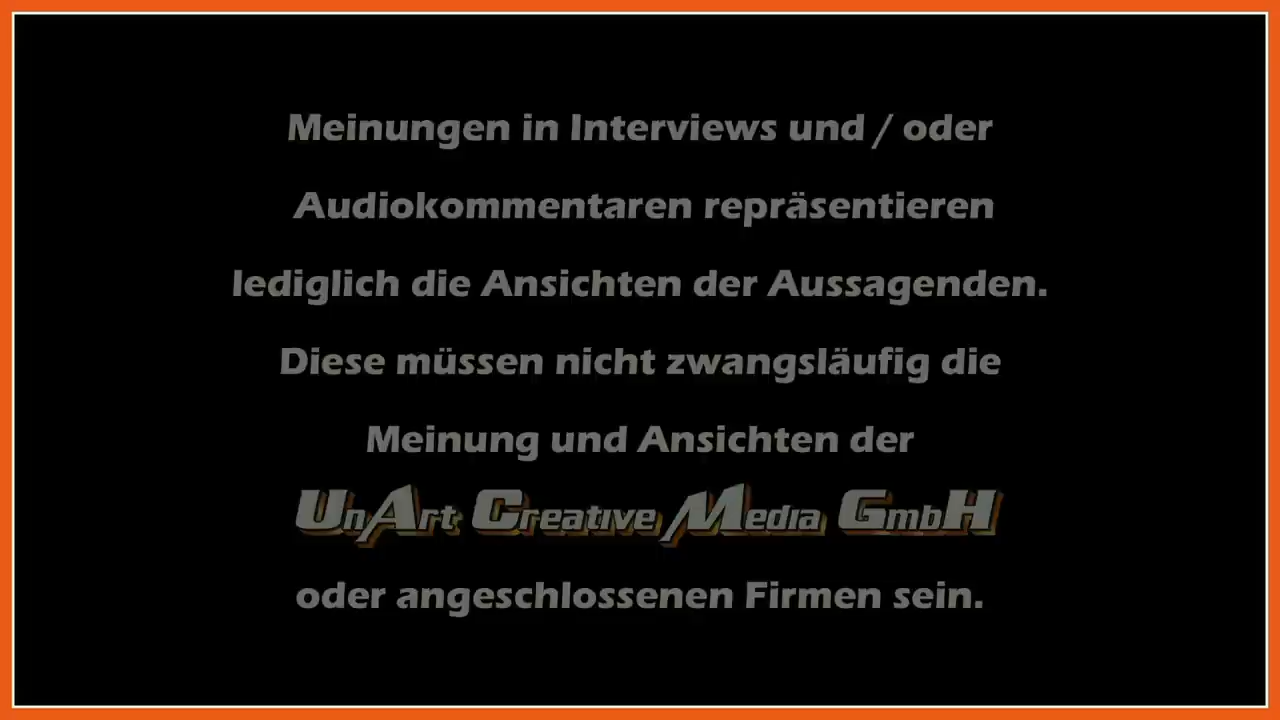 Meinungen in Interviews und / oder
Audiokommentaren repräsentieren
lediglich die Ansichten der Aussagenden.
Diese müssen nicht zwangsläufig die
Meinung und Ansichten der
UnArt Creative Media GmbH
oder angeschlossenen Firmen sein.